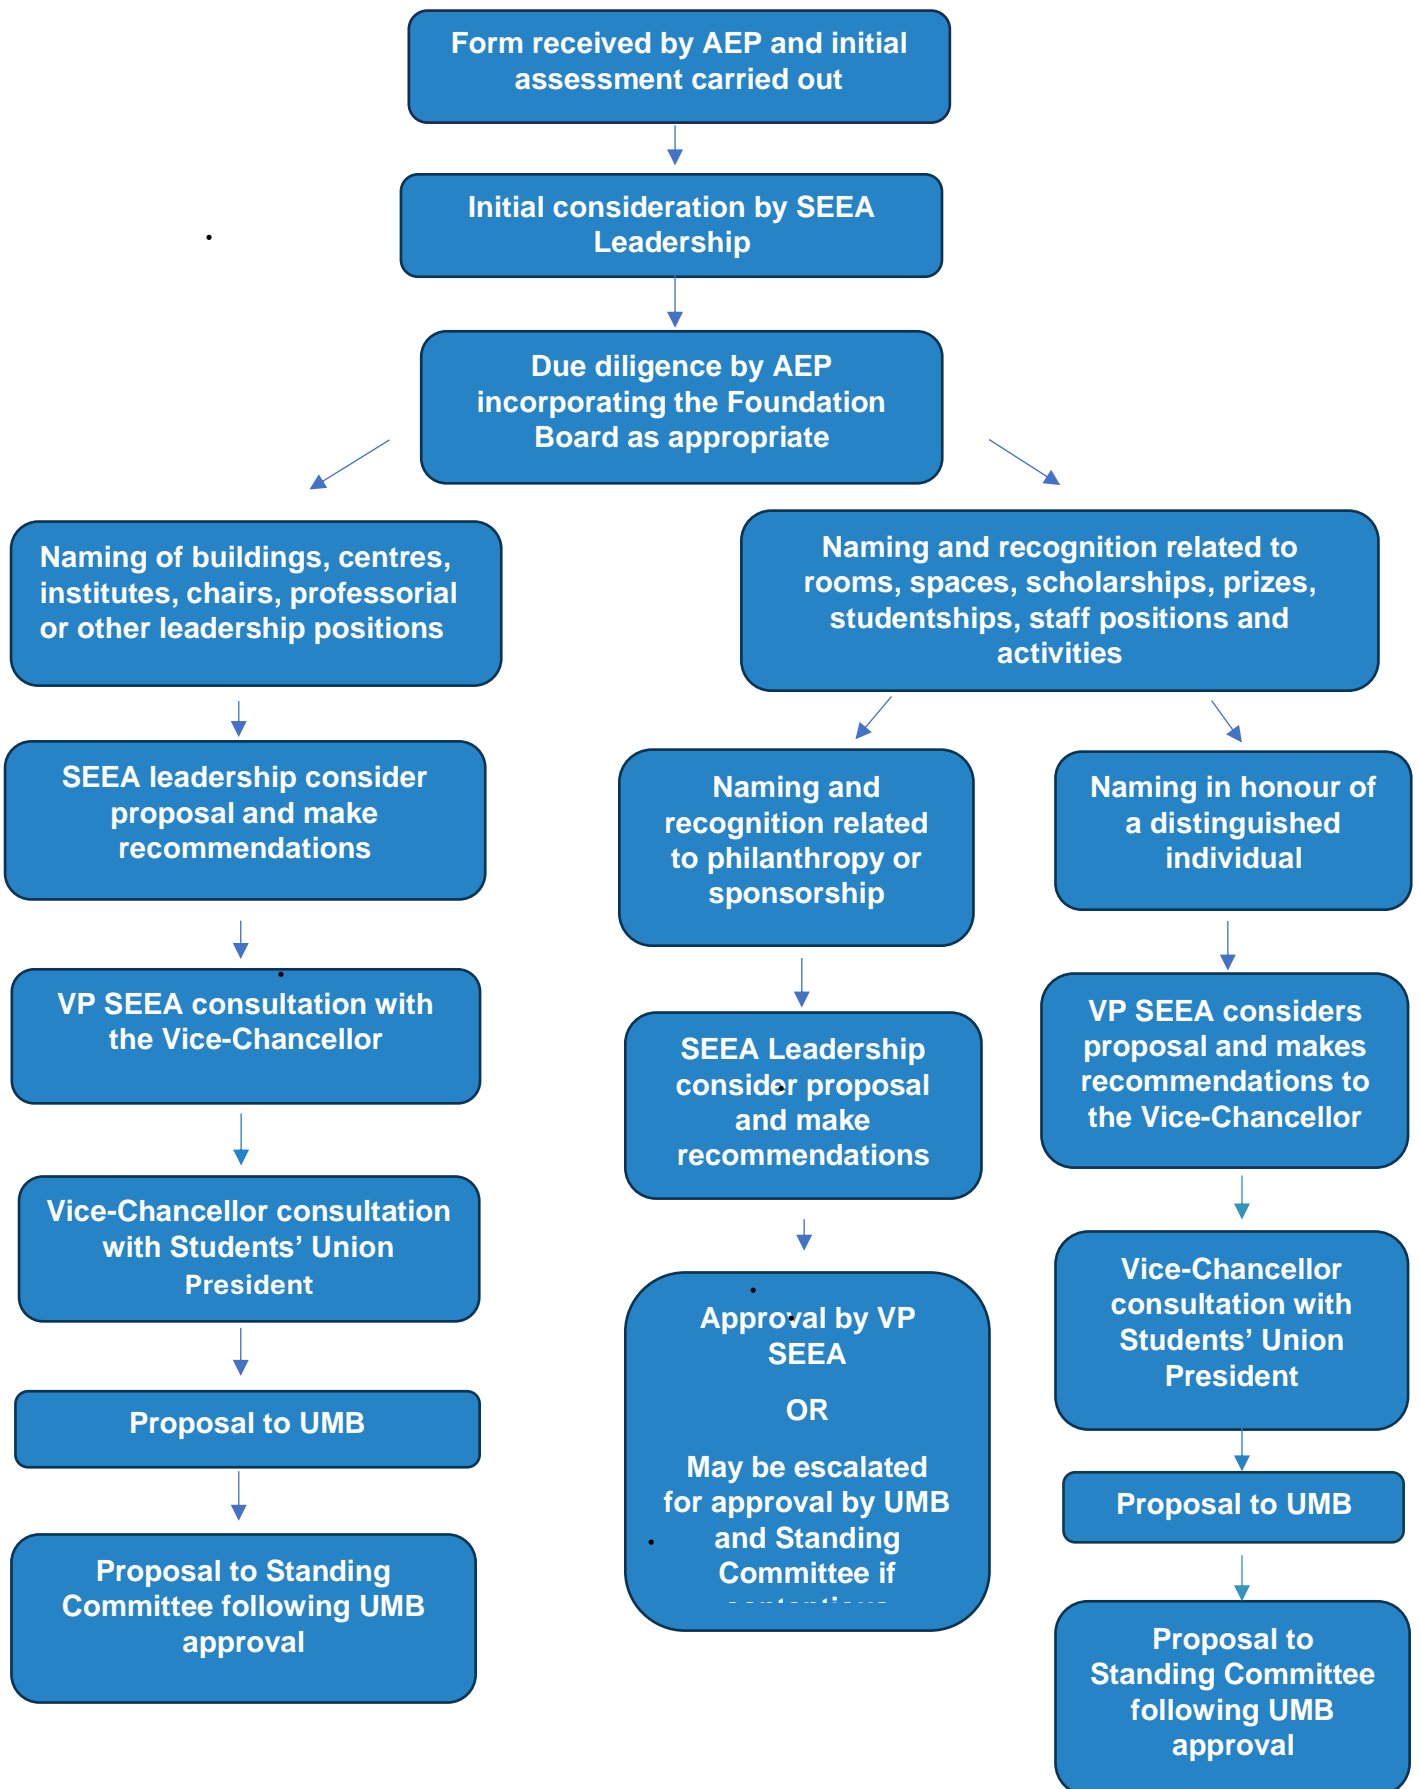 Form received by AEP and initial
assessment carried out
Initial consideration by SEEA
Leadership
Due diligence by AEP
incorporating the Foundation
Board as appropriate
Naming of buildings, centres,
institutes, chairs, professorial
or other leadership positions
Naming and recognition related to
rooms, spaces, scholarships, prizes,
studentships, staff positions and
activities
SEEA leadership consider
proposal and make
recommendations
Naming and
recognition related
to philanthropy or
sponsorship
Naming in honour of
a distinguished
individual
VP SEEA consultation with
the Vice-Chancellor
SEEA Leadership
consider proposal
and make
recommendations
VP SEEA considers
proposal and makes
recommendations to
the Vice-Chancellor
Vice-Chancellor consultation
with Students’ Union
President
Approval by VP
SEEA
OR
May be escalated
for approval by UMB
and Standing
Committee if
Vice-Chancellor
consultation with
Students’ Union
President
Proposal to UMB
Proposal to UMB
Proposal to Standing
Committee following UMB
approval
Proposal to
Standing Committee
following UMB
approval